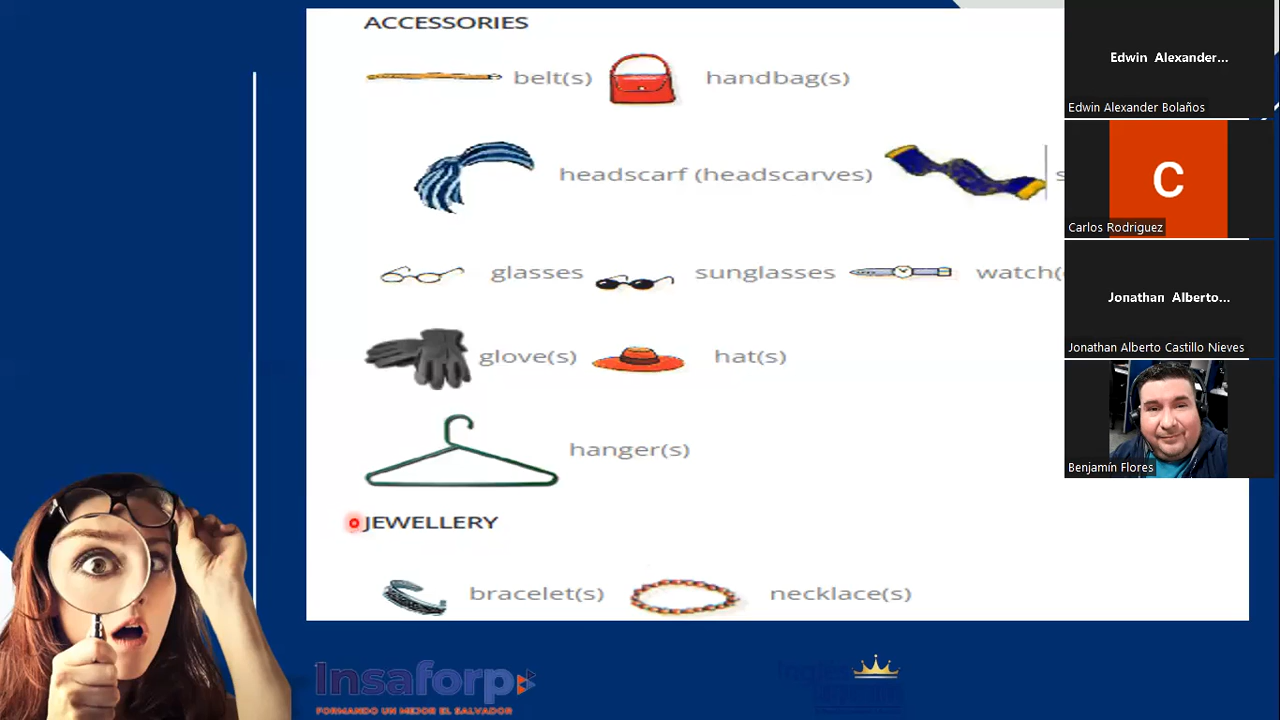 ACCESSORIES
belt(s) handbag(s)
headscarf (headscarves) s
glasses sunglasses watch(
glove(s) hat(s)
hanger(s)
JEWELLERY
bracelet(s) necklace(s)
Insaforp
FORMANDO UN MEJOR EL SALVADOR
Edwin Alexander...
Edwin Alexander Bolaños
C
Carlos Rodriguez
Jonathan Alberto...
Jonathan Alberto Castillo Nieves
Benjamín Flores